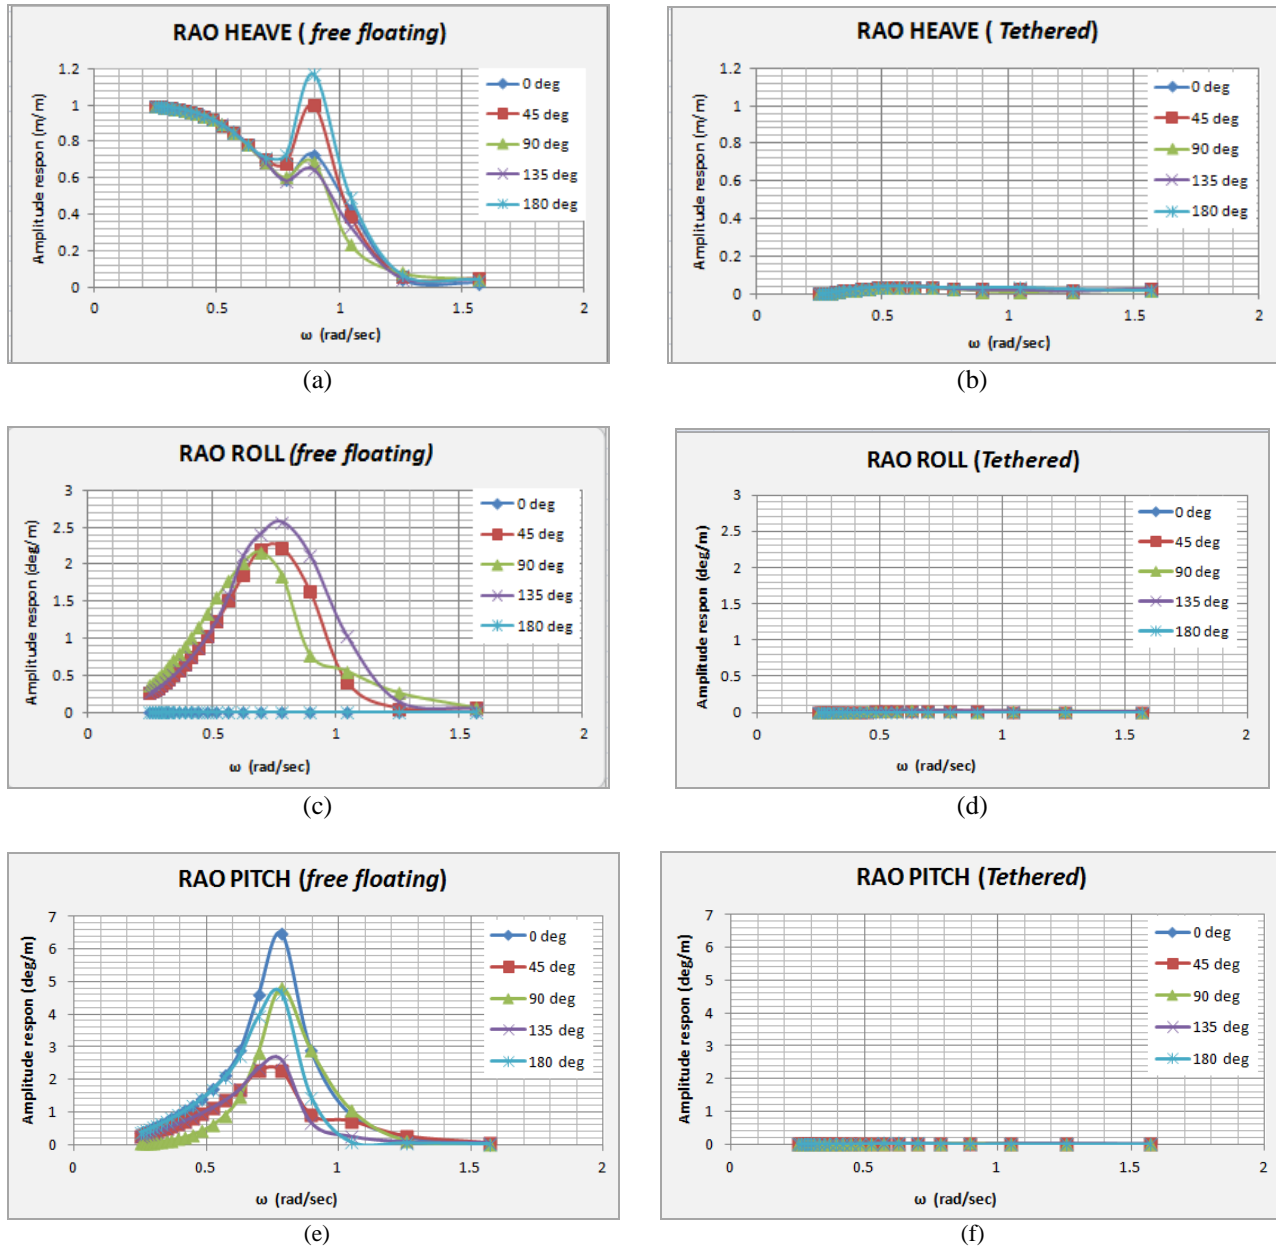 RAO HEAVE ( free floating)
Amplitude respon (m/m)
1.2
1
0.8
0.6
0.4
0.2
0
0 deg
45 deg
90 deg
135 deg
180 deg
0 0.5 1 1.5 2
ω (rad/sec)
(a)
RAO HEAVE ( Tethered)
Amplitude respon (m/m)
1.2
1
0.8
0.6
0.4
0.2
0
0 deg
45 deg
90 deg
135 deg
180 deg
0 0.5 1 1.5 2
ω (rad/sec)
(b)
RAO ROLL (free floating)
Amplitude respon (deg/m)
3
2.5
2
1.5
1
0.5
0
0 deg
45 deg
90 deg
135 deg
180 deg
0 0.5 1 1.5 2
ω (rad/sec)
(c)
RAO ROLL (Tethered)
Amplitude respon (deg/m)
3
2.5
2
1.5
1
0.5
0
0 deg
45 deg
90 deg
135 deg
180 deg
0 0.5 1 1.5 2
ω (rad/sec)
(d)
RAO PITCH (free floating)
Amplitude respon (deg/m)
7
6
5
4
3
2
1
0
0 deg
45 deg
90 deg
135 deg
180 deg
0 0.5 1 1.5 2
ω (rad/sec)
(e)
RAO PITCH (Tethered)
Amplitude respon (deg/m)
7
6
5
4
3
2
1
0
0 deg
45 deg
90 deg
135 deg
180 deg
0 0.5 1 1.5 2
ω (rad/sec)
(f)